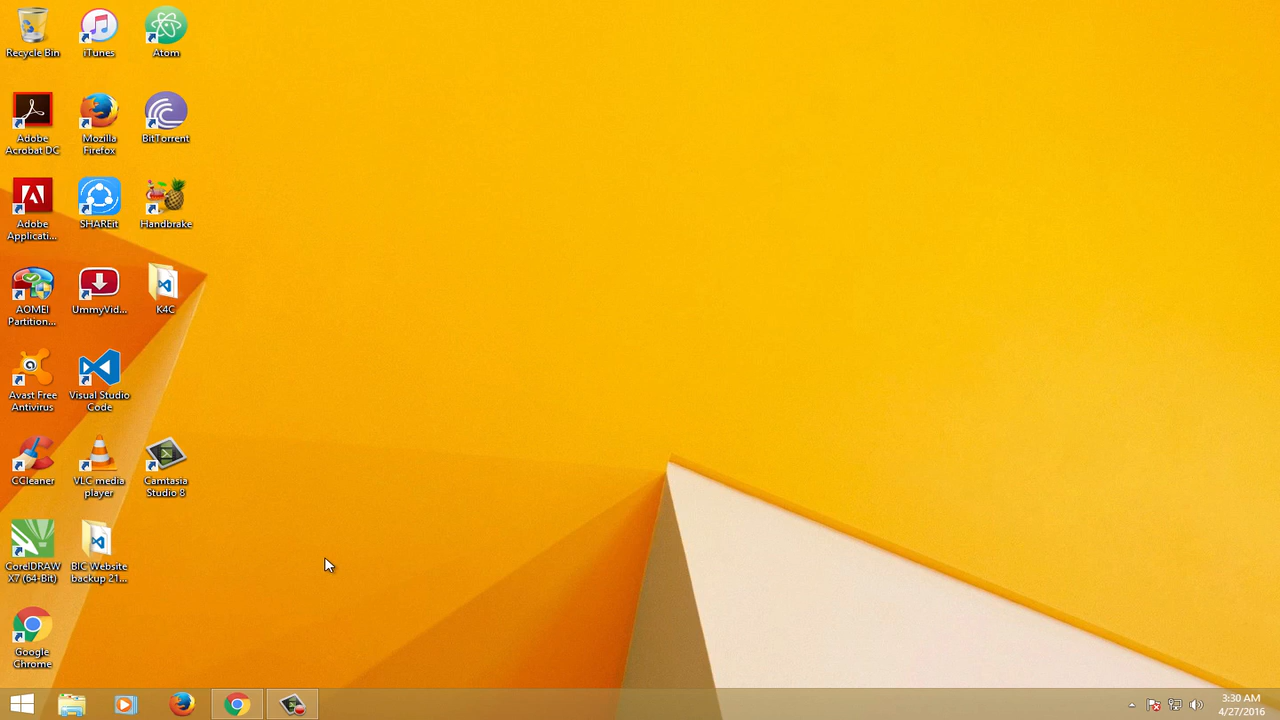 Recycle Bin
iTunes
Atom
Adobe
Acrobat DC
Mozilla
Firefox
BitTorrent
Adobe
Applicati...
SHAREit
Handbrake
AOMEI
Partition...
UmmyVid...
K4C
Avast Free
Antivirus
Visual Studio
Code
CCleaner
VLC media
player
Camtasia
Studio 8
CorelDRAW
X7 (64-Bit)
BIC Website
backup 21...
Google
Chrome
3:30 AM
4/27/2016